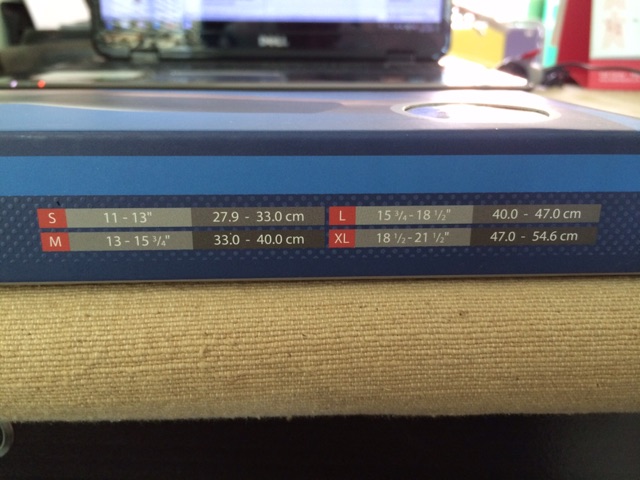 DELL
S 11 - 13" 27.9 - 33.0 cm L 15 3/4 - 18 1/2" 40.0 - 47.0 cm
M 13 - 15 3/4" 33.0 - 40.0 cm XL 18 1/2 - 21 1/2" 47.0 - 54.6 cm